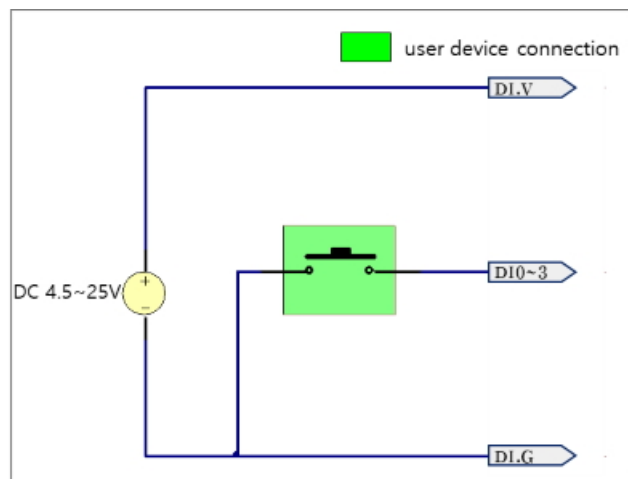 user device connection
DI.V
DC 4.5~25V
+
−
DI0~3
DI.G